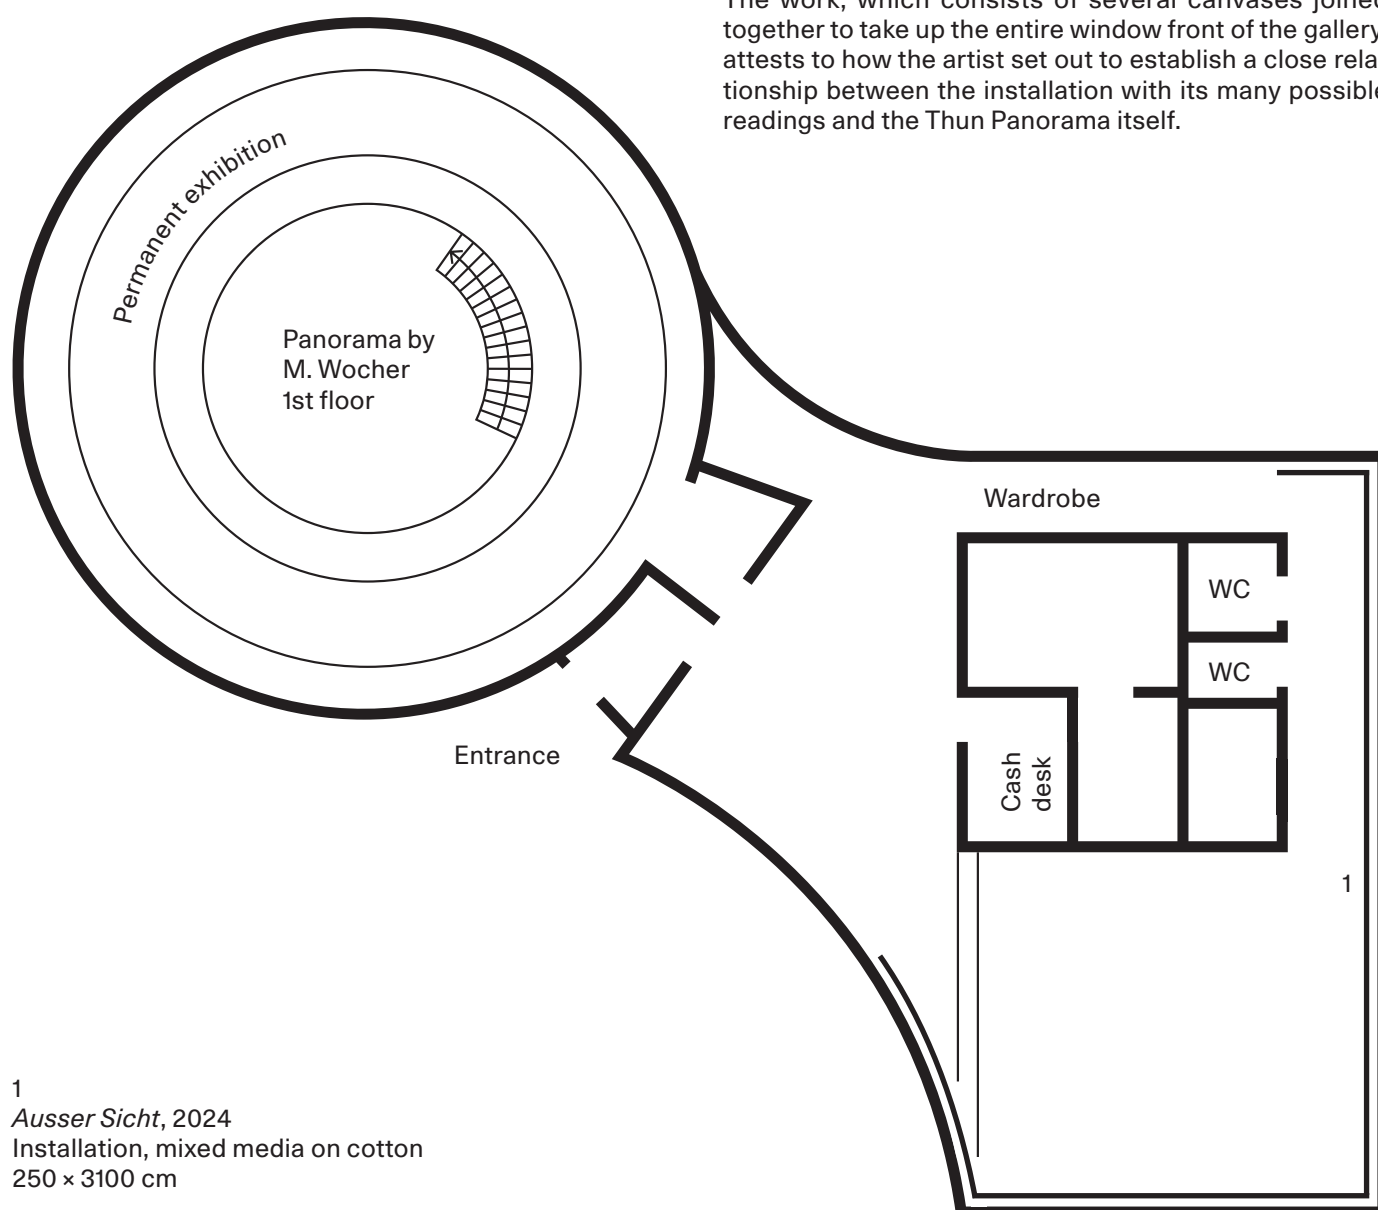 The work, which consists of several canvases joined
together to take up the entire window front of the gallery
attests to how the artist set out to establish a close rela
tionship between the installation with its many possible
readings and the Thun Panorama itself.
Permanent exhibition
Panorama by
M. Wocher
1st floor
Wardrobe
WC
WC
Entrance
Cash
desk
1
1
Ausser Sicht, 2024
Installation, mixed media on cotton
250 × 3100 cm